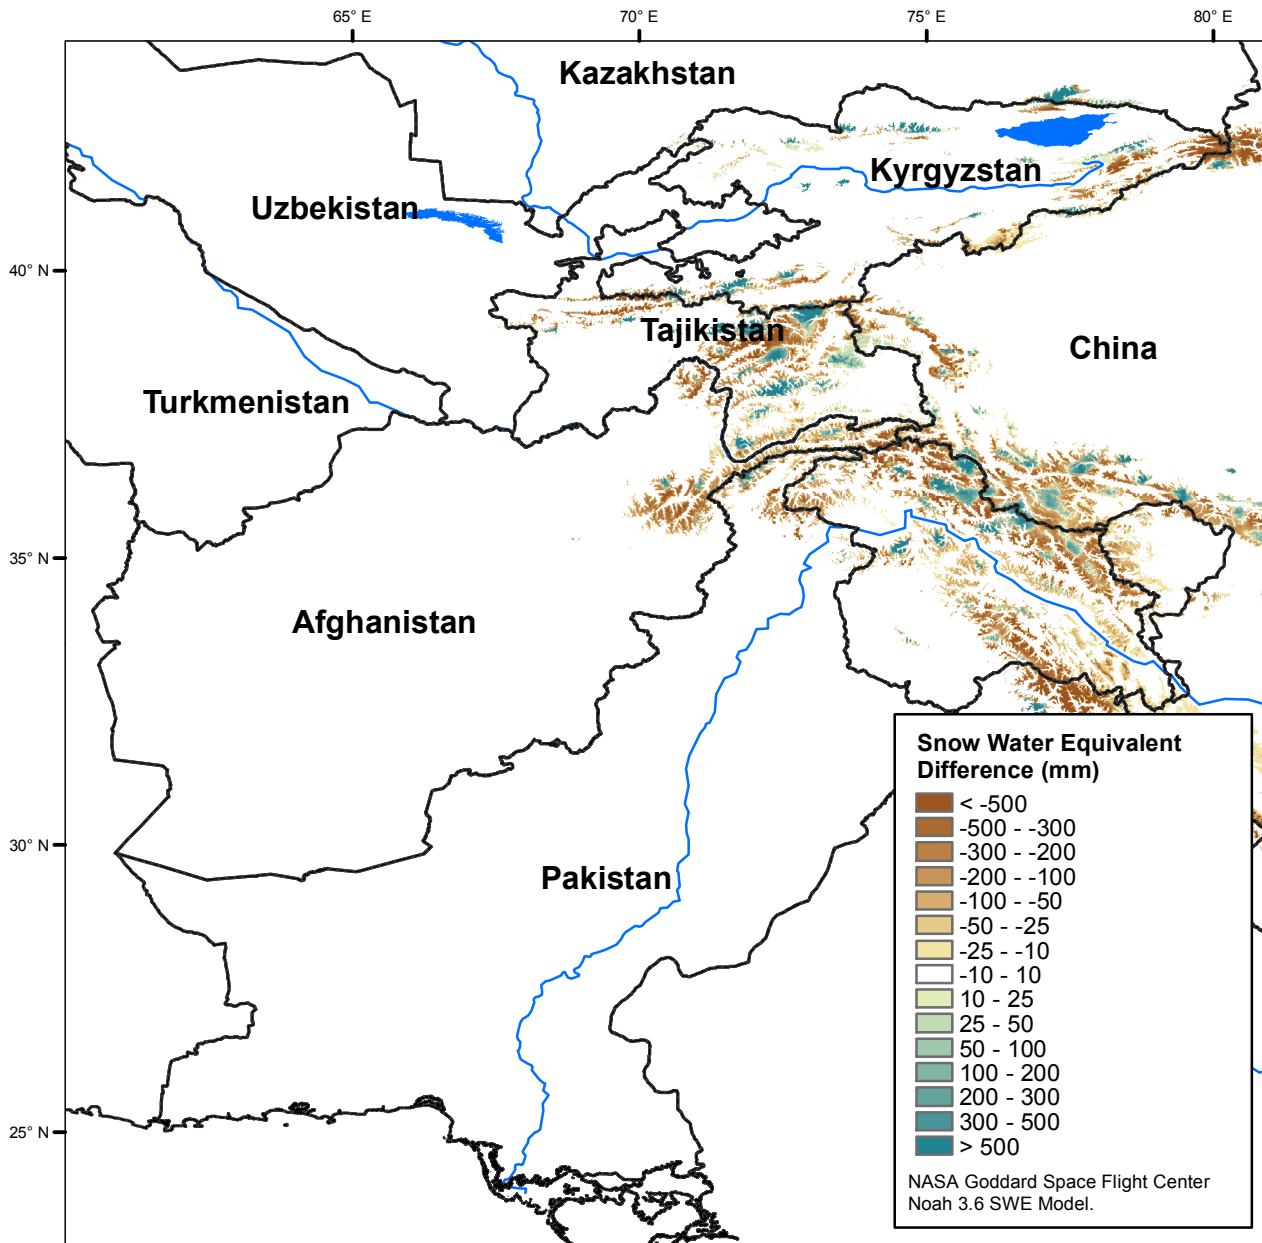 65° E
70° E
75° E
80° E
Kazakhstan
Kyrgyzstan
Uzbekistan
40° N
Tajikistan
China
Turkmenistan
35° N
Afghanistan
30° N
Pakistan
25° N
Snow Water Equivalent
Difference (mm)
< -500
-500 - -300
-300 - -200
-200 - -100
-100 - -50
-50 - -25
-25 - -10
-10 - 10
10 - 25
25 - 50
50 - 100
100 - 200
200 - 300
300 - 500
> 500
NASA Goddard Space Flight Center
Noah 3.6 SWE Model.